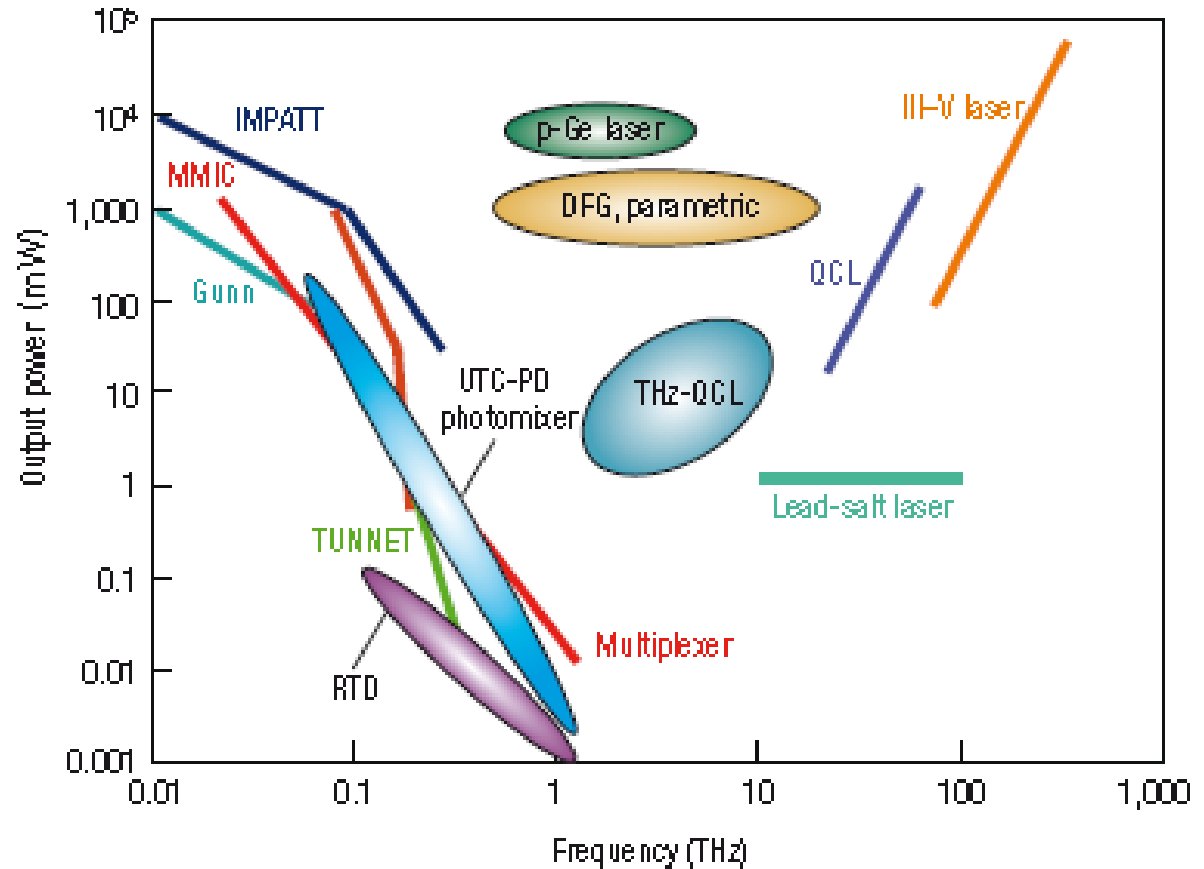 10⁵
10⁴
1,000
100
10
1
0.1
0.01
0.001
Output power (mW)
IMPATT
MMIC
Gunn
p-Ge laser
DFG, parametric
III–V laser
QCL
UTC-PD
photomixer
THz-QCL
Lead-salt laser
TUNNET
RTD
Multiplexer
0.01
0.1
1
10
100
1,000
Frequency (THz)